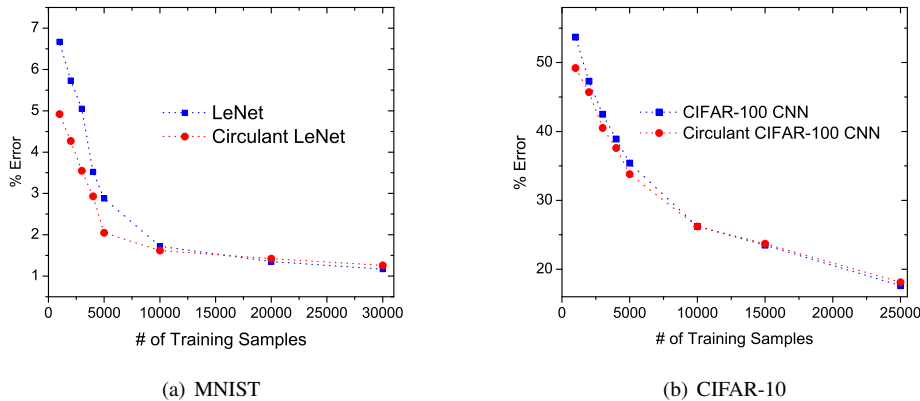 7
6
5
4
3
2
1
% Error
LeNet
Circulant LeNet
0 5000 10000 15000 20000 25000 30000
# of Training Samples
(a) MNIST
50
40
30
20
% Error
CIFAR-100 CNN
Circulant CIFAR-100 CNN
0 5000 10000 15000 20000 25000
# of Training Samples
(b) CIFAR-10